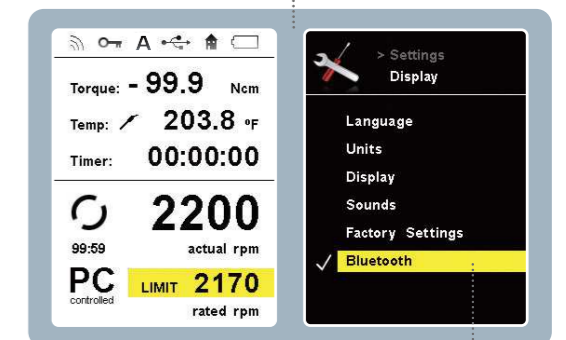 A
Torque: - 99.9 Ncm
Temp: 203.8 ºF
Timer: 00:00:00
2200
99:59 actual rpm
PC LIMIT 2170
controlled
rated rpm
> Settings
Display
Language
Units
Display
Sounds
Factory Settings
Bluetooth